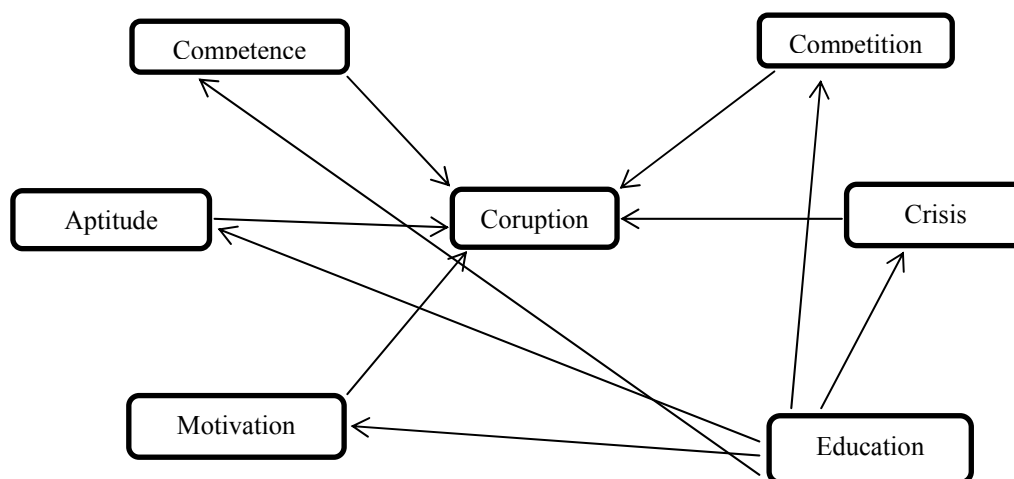 Competence
Competition
Aptitude
Coruption
Crisis
Motivation
Education